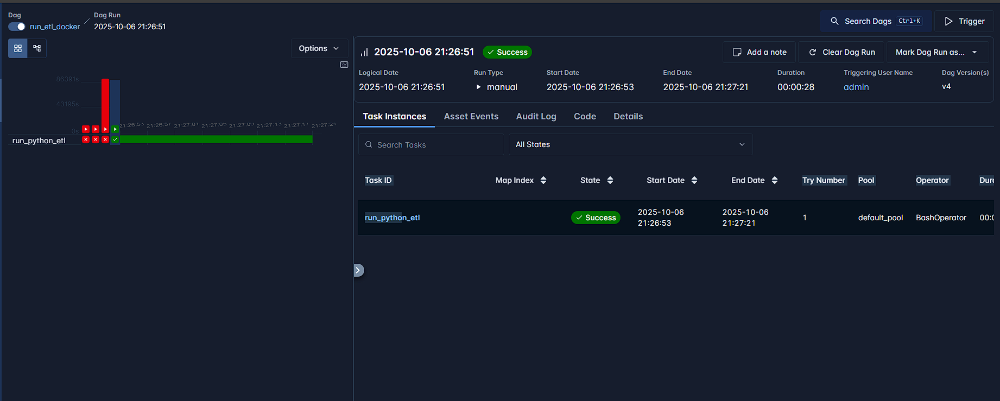 Dag
run_etl_docker
Dag Run
2025-10-06 21:26:51
Search Dags Ctrl+K
Trigger
Options
86391s
43195s
0s
21:26:53 21:26:57 21:27:01 21:27:05 21:27:09 21:27:13 21:27:17 21:27:21
run_python_etl
2025-10-06 21:26:51 Success
Add a note
Clear Dag Run
Mark Dag Run as...
Logical Date Run Type Start Date End Date Duration Triggering User Name Dag Version(s)
2025-10-06 21:26:51 manual 2025-10-06 21:26:53 2025-10-06 21:27:21 00:00:28 admin v4
Task Instances Asset Events Audit Log Code Details
Search Tasks
All States
Task ID Map Index State Start Date End Date Try Number Pool Operator
run_python_etl Success 2025-10-06 21:26:53 2025-10-06 21:27:21 1 default_pool BashOperator